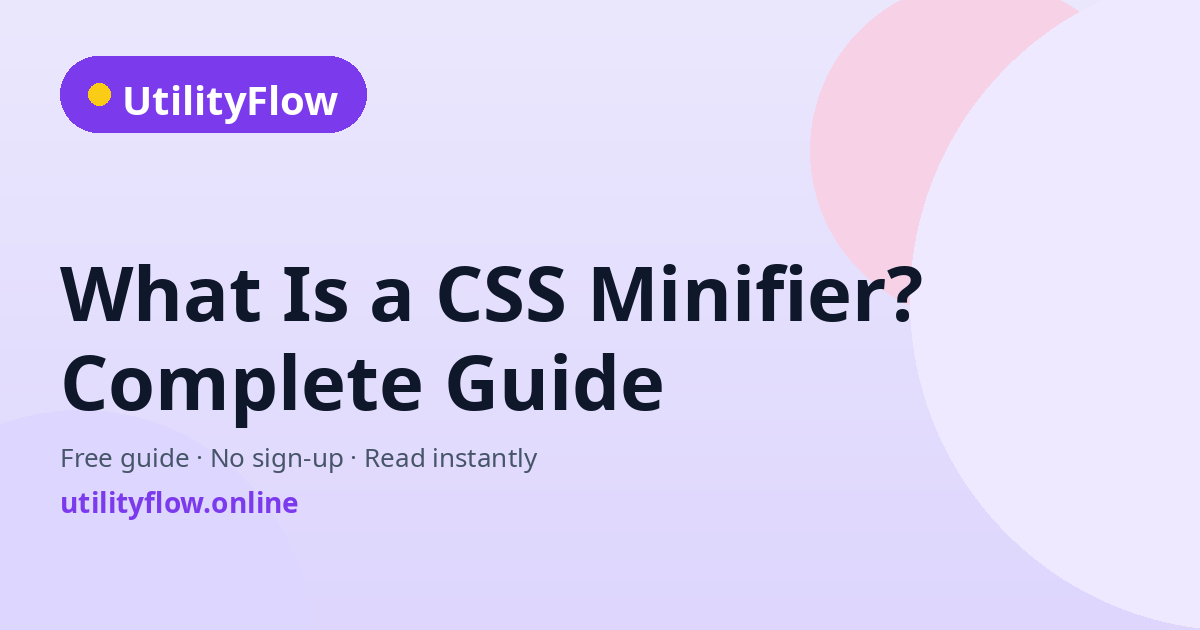 UtilityFlow
What Is a CSS Minifier?
Complete Guide
Free guide · No sign-up · Read instantly
utilityflow.online